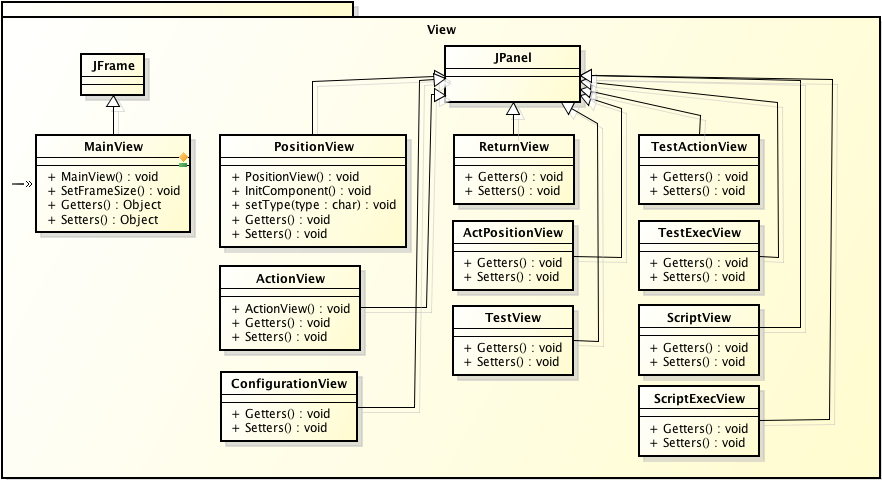 View
JFrame
JPanel
MainView
+ MainView() : void
+ SetFrameSize() : void
+ Getters() : Object
+ Setters() : Object
PositionView
+ PositionView() : void
+ InitComponent() : void
+ setType(type : char) : void
+ Getters() : void
+ Setters() : void
ReturnView
+ Getters() : void
+ Setters() : void
TestActionView
+ Getters() : void
+ Setters() : void
ActPositionView
+ Getters() : void
+ Setters() : void
TestExecView
+ Getters() : void
+ Setters() : void
ActionView
+ ActionView() : void
+ Getters() : void
+ Setters() : void
TestView
+ Getters() : void
+ Setters() : void
ScriptView
+ Getters() : void
+ Setters() : void
ConfigurationView
+ Getters() : void
+ Setters() : void
ScriptExecView
+ Getters() : void
+ Setters() : void